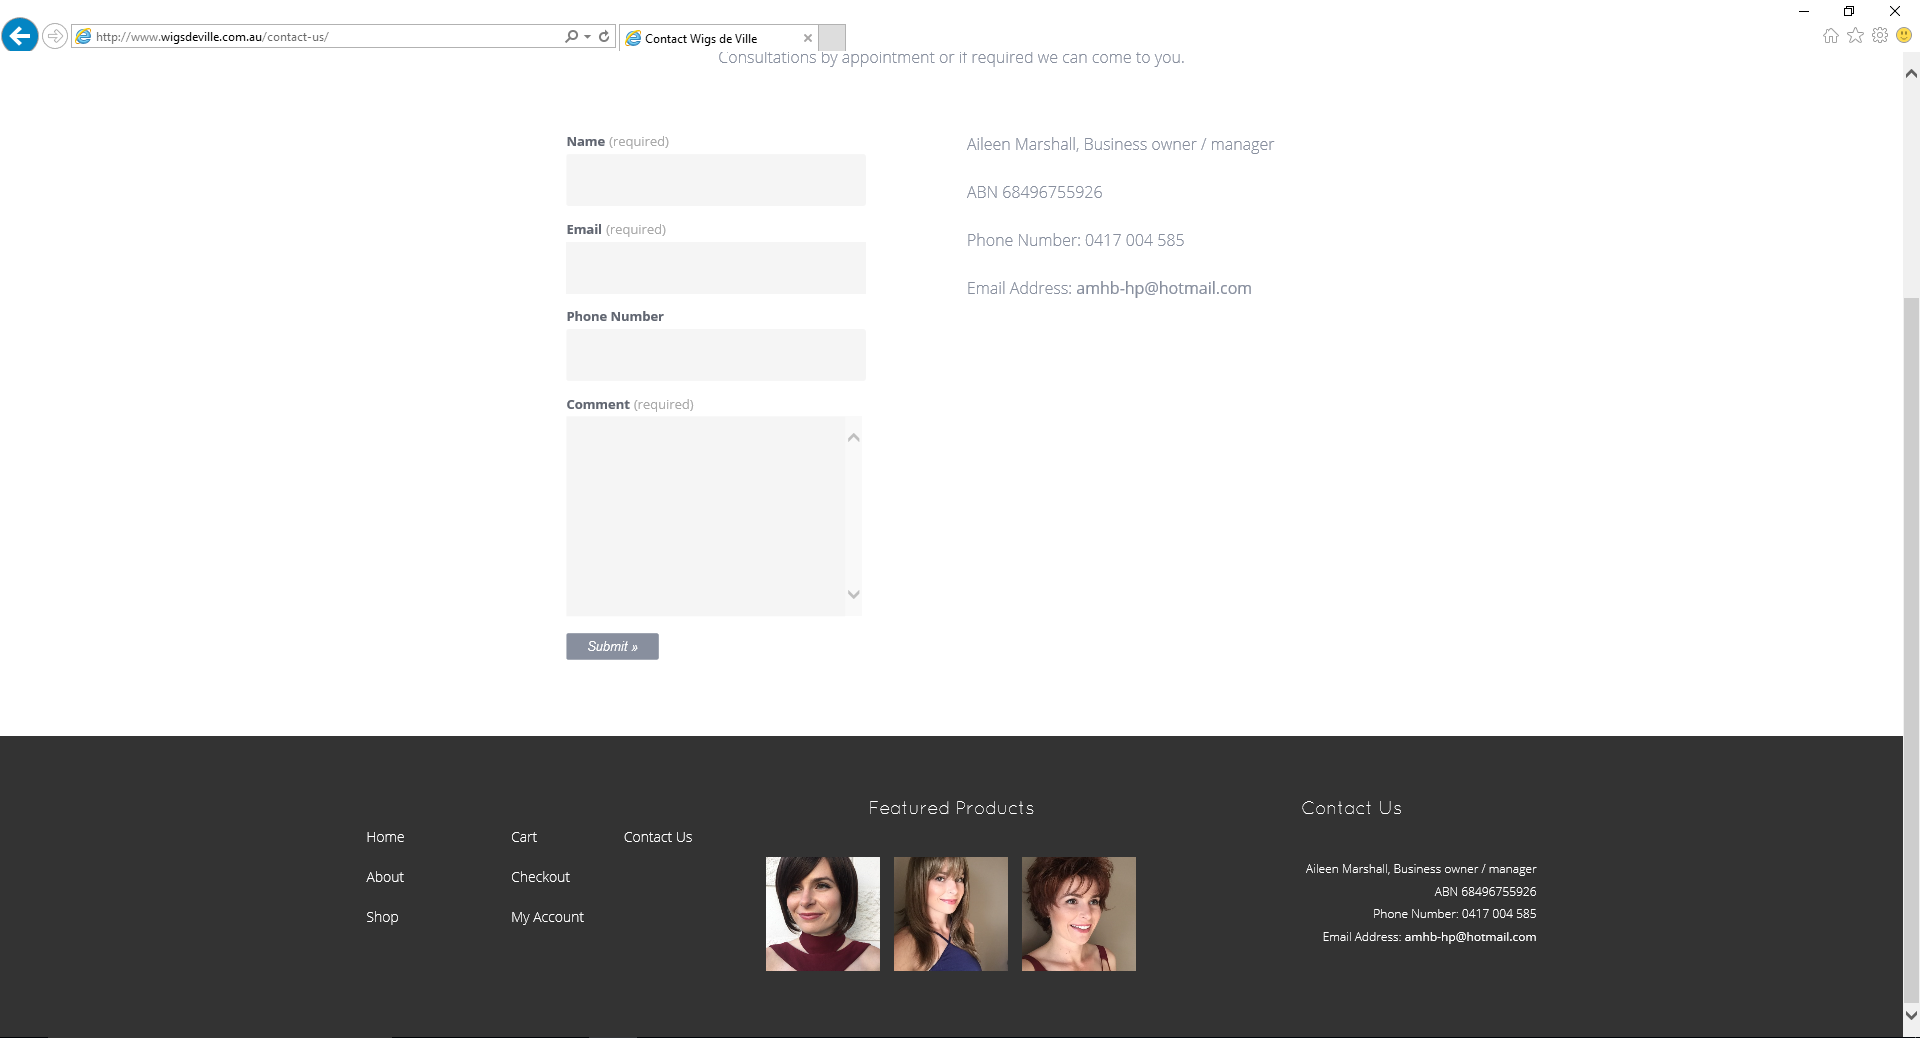 http://www.wigsdeville.com.au/contact-us/
Contact Wigs de Ville
Consultations by appointment or if required we can come to you.
Name (required)
Email (required)
Phone Number
Comment (required)
Submit »
Aileen Marshall, Business owner / manager
ABN 68496755926
Phone Number: 0417 004 585
Email Address: amhb-hp@hotmail.com
Home
About
Shop
Cart
Checkout
My Account
Contact Us
Featured Products
Contact Us
Aileen Marshall, Business owner / manager
ABN 68496755926
Phone Number: 0417 004 585
Email Address: amhb-hp@hotmail.com